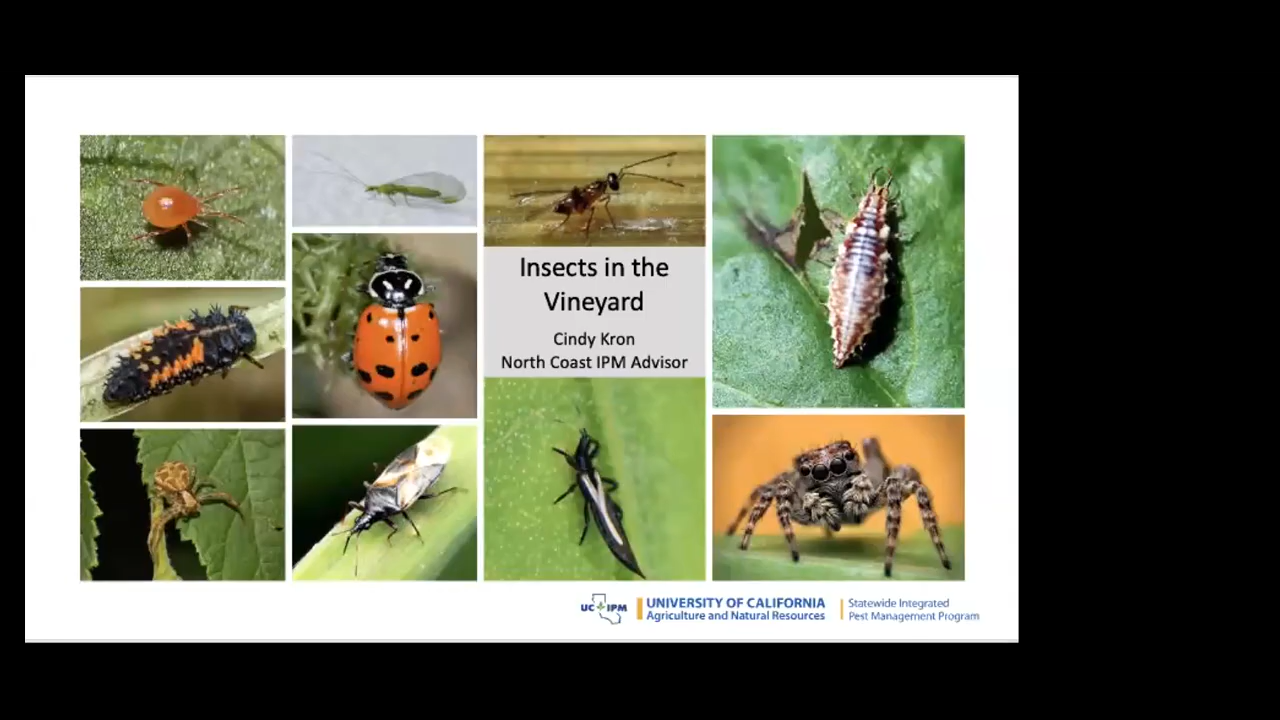 Insects in the
Vineyard
Cindy Kron
North Coast IPM Advisor
UC IPM
UNIVERSITY OF CALIFORNIA
Agriculture and Natural Resources
Statewide Integrated
Pest Management Program